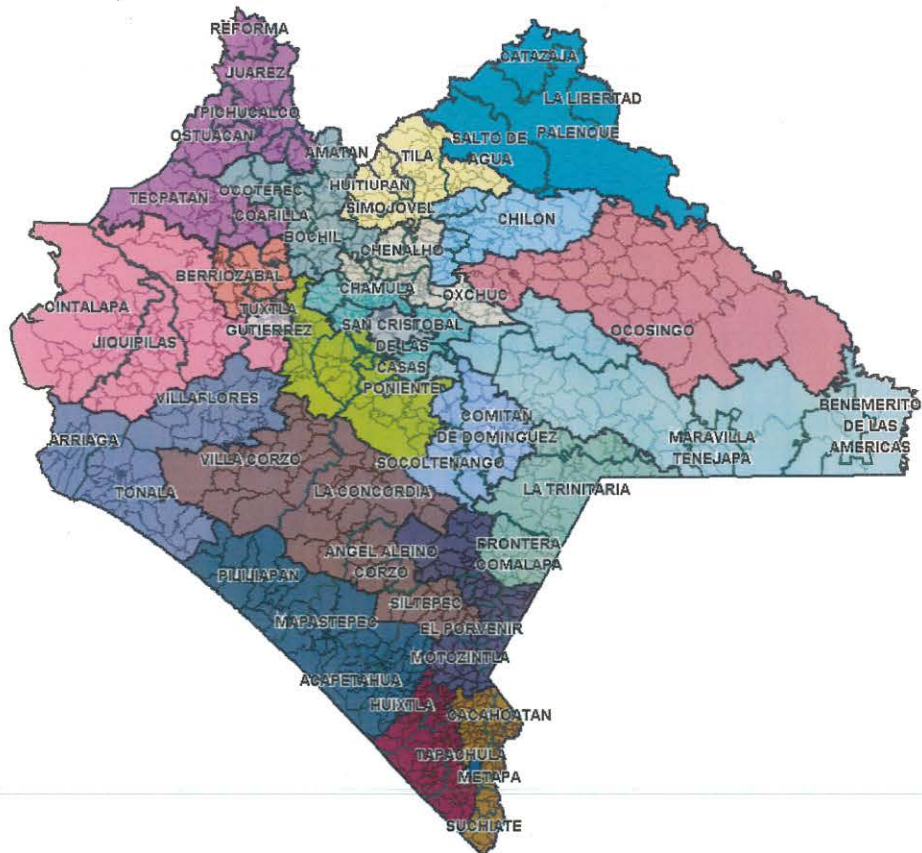 REFORMA
JUAREZ
PICHUCALCO
OSTUACAN
CATAZAJA
LA LIBERTAD
PALENQUE
SALTO DE
AGUA
AMATAN
TILA
HUITIUPAN
SIMOJOVEL
OCOTEPEC
TECPATAN
COAPILLA
BOCHIL
CHILON
CHENALHO
BERRIOZABAL
CHAMULA
OXCHUC
CINTALAPA
TUXTLA
GUTIERREZ
JIQUIPILAS
SAN CRISTOBAL
DE LAS
CASAS
PONIENTE
OCOSINGO
VILLAFLORES
COMITAN
DE DOMINGUEZ
BENEMERITO
DE LAS
AMERICAS
MARAVILLA
TENEJAPA
ARRIAGA
VILLA CORZO
SOCOLTENANGO
TONALA
LA CONCORDIA
LA TRINITARIA
ANGEL ALBINO
CORZO
FRONTERA
COMALAPA
PIJIJIAPAN
SILTEPEC
MAPASTEPEC
EL PORVENIR
MOTOZINTLA
ACAPETAHUA
HUIXTLA
CACAHOATAN
TAPACHULA
METAPA
SUCHIATE